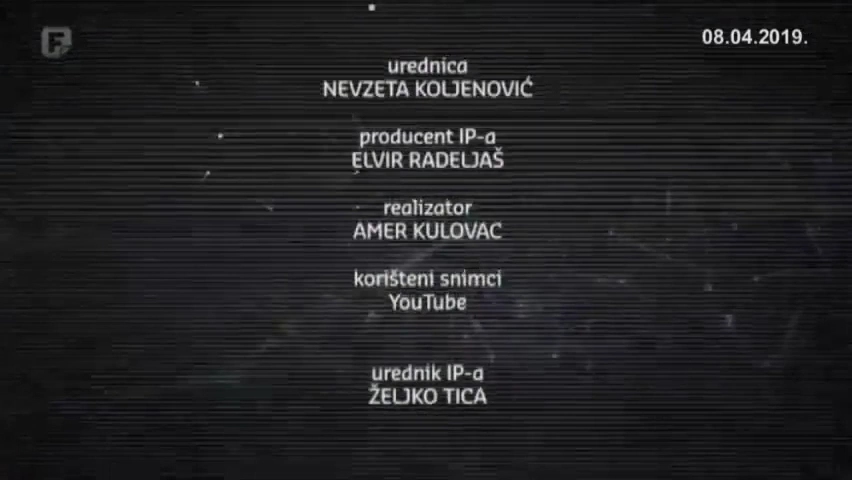 F
08.04.2019.
urednica
NEVZETA KOLJENOVIĆ
producent IP-a
ELVIR RADELJAŠ
realizator
AMER KULOVAC
korišteni snimci
YouTube
urednik IP-a
ŽELJKO TICA